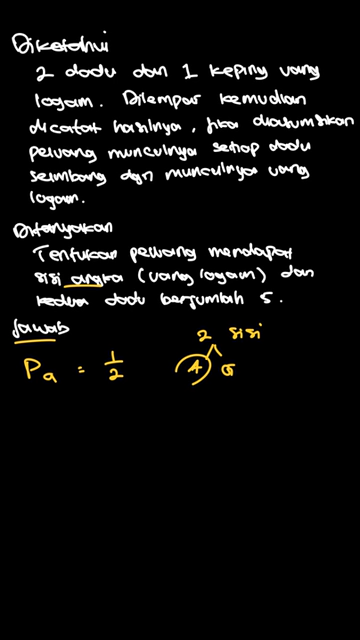 Diketahui
2 dadu dan 1 keping uang
logam. Dilempar kemudian
dicatat hasilnya, jika diasumsikan
peluang munculnya setiap dadu
seimbang dgn munculnya uang
logam.
Ditanyakan
Tentukan peluang mendapat
sisi angka (uang logam) dan
kedua dadu berjumlah 5.
Jawab
2 sisi
Pa = 1/2
A G